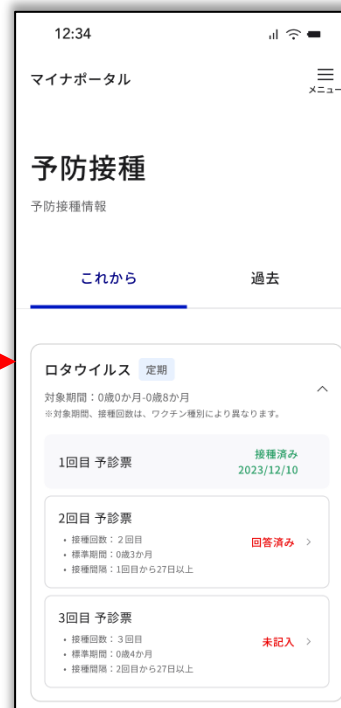 12:34
マイナポータル
メニュー
予防接種
予防接種情報
これから 過去
ロタウイルス 定期
対象期間：0歳0か月-0歳8か月
※対象期間、接種回数は、ワクチン種別により異なります。
1回目 予診票
接種済み
2023/12/10
2回目 予診票
・接種回数：２回目
・標準期間：0歳3か月
・接種間隔：1回目から27日以上
回答済み
3回目 予診票
・接種回数：３回目
・標準期間：0歳4か月
・接種間隔：2回目から27日以上
未記入